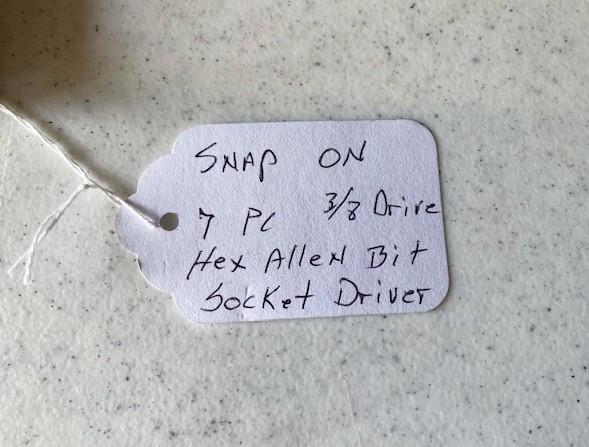 SNAP ON
7 PC 3/8 Drive
Hex Allen Bit
Socket Driver